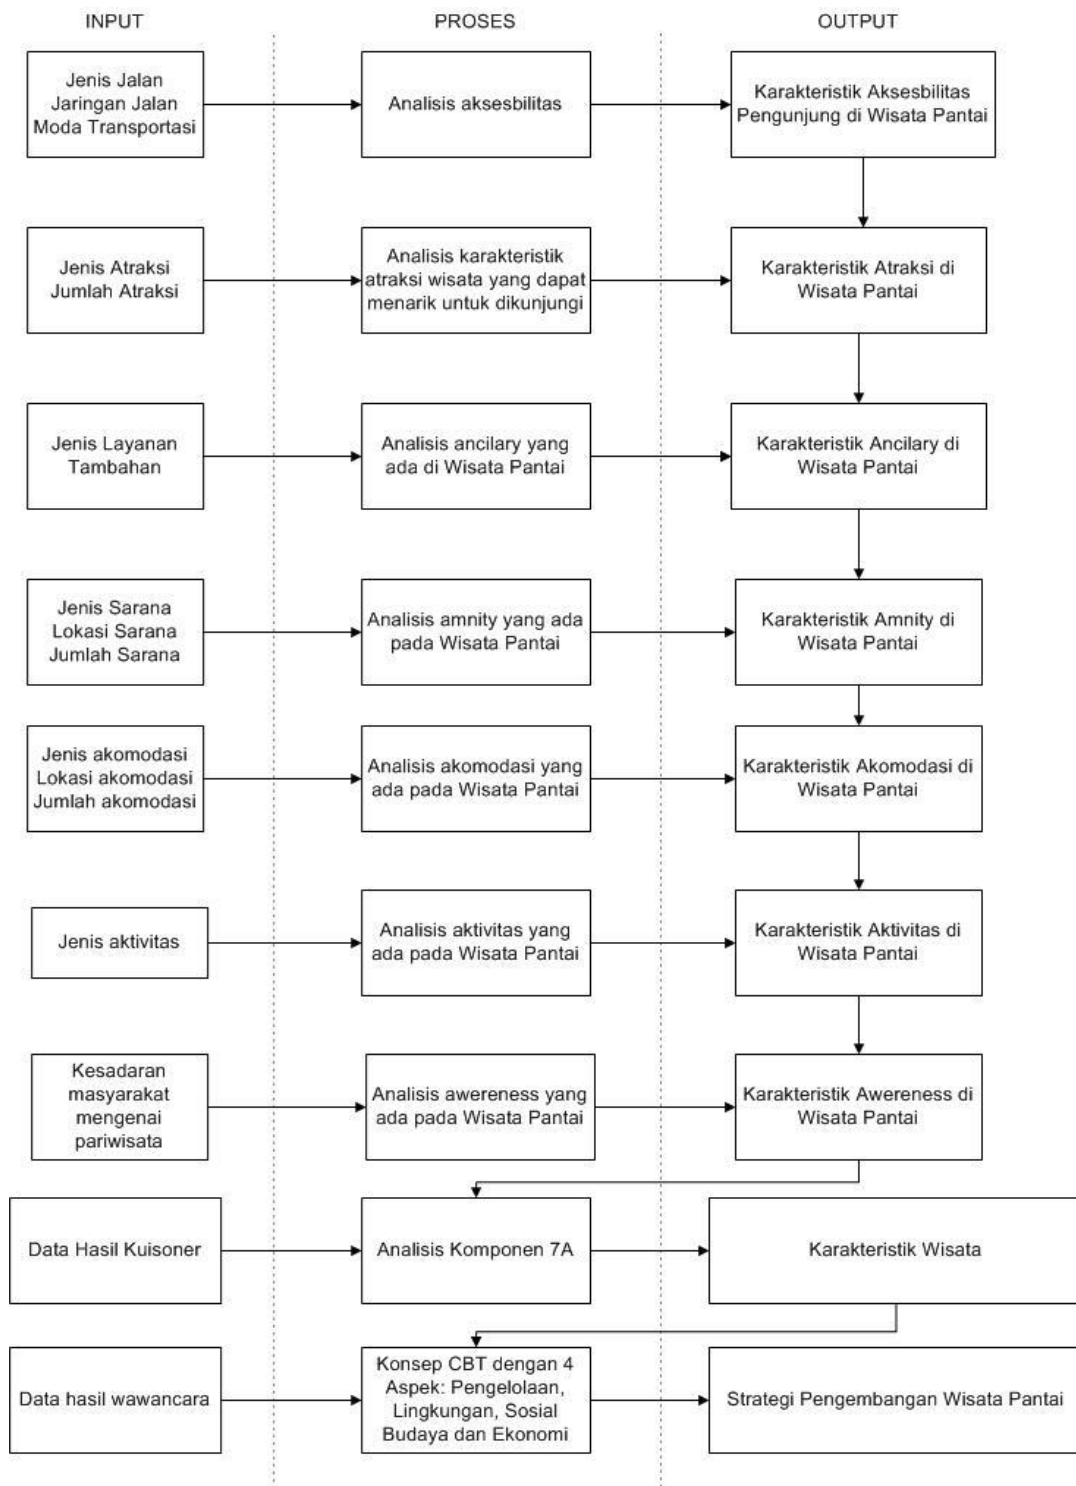 INPUT
PROSES
OUTPUT
Jenis Jalan
Jaringan Jalan
Moda Transportasi
Analisis aksesbilitas
Karakteristik Aksesbilitas
Pengunjung di Wisata Pantai
Jenis Atraksi
Jumlah Atraksi
Analisis karakteristik
atraksi wisata yang dapat
menarik untuk dikunjungi
Karakteristik Atraksi di
Wisata Pantai
Jenis Layanan
Tambahan
Analisis ancilary yang
ada di Wisata Pantai
Karakteristik Ancilary di
Wisata Pantai
Jenis Sarana
Lokasi Sarana
Jumlah Sarana
Analisis amnity yang ada
pada Wisata Pantai
Karakteristik Amnity di
Wisata Pantai
Jenis akomodasi
Lokasi akomodasi
Jumlah akomodasi
Analisis akomodasi yang
ada pada Wisata Pantai
Karakteristik Akomodasi di
Wisata Pantai
Jenis aktivitas
Analisis aktivitas yang
ada pada Wisata Pantai
Karakteristik Aktivitas di
Wisata Pantai
Kesadaran
masyarakat
mengenai
pariwisata
Analisis awereness yang
ada pada Wisata Pantai
Karakteristik Awereness di
Wisata Pantai
Data Hasil Kuisoner
Analisis Komponen 7A
Karakteristik Wisata
Data hasil wawancara
Konsep CBT dengan 4
Aspek: Pengelolaan,
Lingkungan, Sosial
Budaya dan Ekonomi
Strategi Pengembangan Wisata Pantai